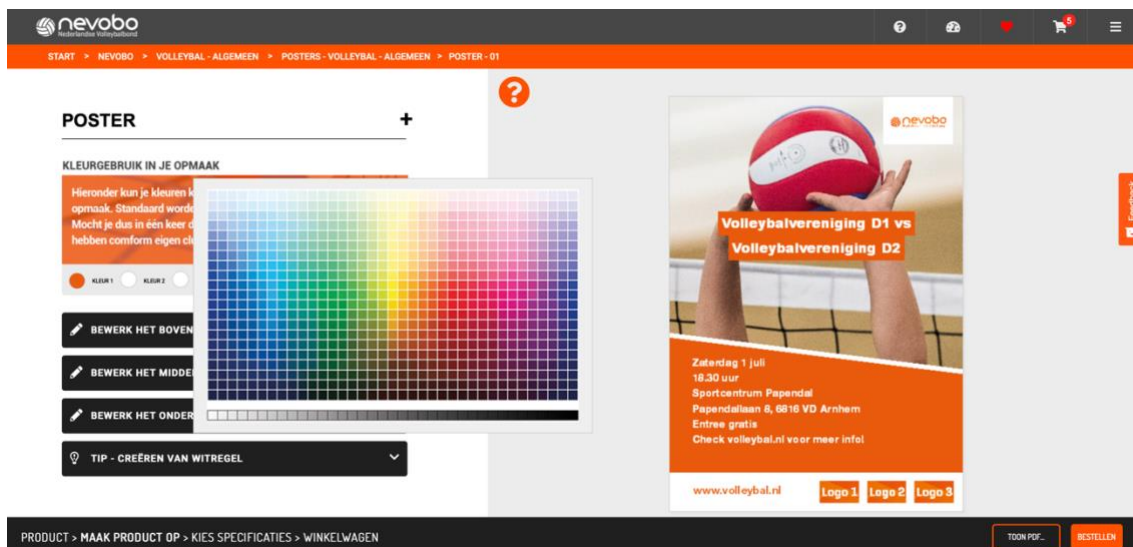 nevobo
Nederlandse Volleybalbond
5
START > NEVOBO > VOLLEYBAL - ALGEMEEN > POSTERS - VOLLEYBAL - ALGEMEEN > POSTER - 01
POSTER +
?
KLEURGEBRUIK IN JE OPMAAK
Hieronder kun je kleuren k
opmaak. Standaard worde
Mocht je dus in één keer d
hebben comform eigen clu
KLEUR 1 KLEUR 2
BEWERK HET BOVEN
BEWERK HET MIDDE
BEWERK HET ONDER
TIP - CREËREN VAN WITREGEL
nevobo
Volleybalvereniging D1 vs
Volleybalvereniging D2
Zaterdag 1 juli
18.30 uur
Sportcentrum Papendal
Papendallaan 8, 6816 VD Arnhem
Entree gratis
Check volleybal.nl voor meer info!
www.volleybal.nl Logo 1 Logo 2 Logo 3
Feedback
PRODUCT > MAAK PRODUCT OP > KIES SPECIFICATIES > WINKELWAGEN
TOON PDF... BESTELLEN